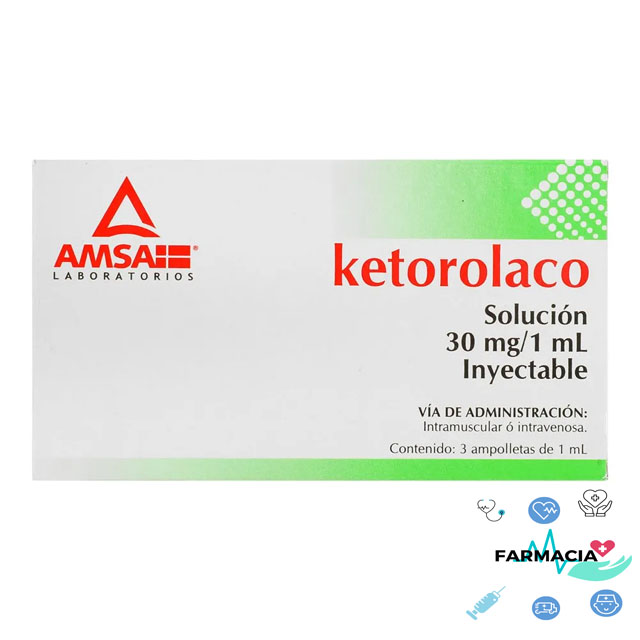 AMSA®
LABORATORIOS
ketorolaco
Solución
30 mg/1 mL
Inyectable
VÍA DE ADMINISTRACIÓN:
Intramuscular ó intravenosa.
Contenido: 3 ampolletas de 1 mL
FARMACIA